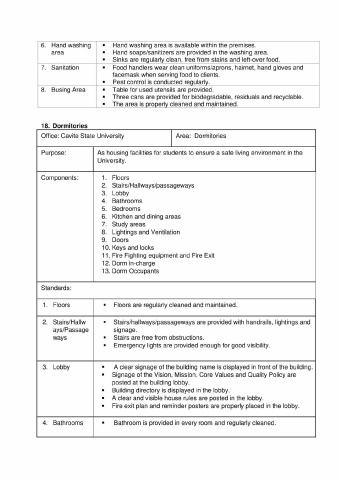 6. Hand washing area
▪ Hand washing area is available within the premises.
▪ Hand soaps/sanitizers are provided in the washing area.
▪ Sinks are regularly clean, free from stains and left-over food.
7. Sanitation
▪ Food handlers wear clean uniforms/aprons, hairnet, hand gloves and
facemask when serving food to clients.
▪ Pest control is conducted regularly.
8. Busing Area
▪ Table for used utensils are provided.
▪ Three cans are provided for biodegradable, residuals and recyclable.
▪ The area is properly cleaned and maintained.
18. Dormitories
Office: Cavite State University Area: Dormitories
Purpose:
As housing facilities for students to ensure a safe living environment in the
University.
Components:
1. Floors
2. Stairs/Hallways/passageways
3. Lobby
4. Bathrooms
5. Bedrooms
6. Kitchen and dining areas
7. Study areas
8. Lightings and Ventilation
9. Doors
10. Keys and locks
11. Fire Fighting equipment and Fire Exit
12. Dorm in-charge
13. Dorm Occupants
Standards:
1. Floors
▪ Floors are regularly cleaned and maintained.
2. Stairs/Hallw
ays/Passage
ways
▪ Stairs/hallways/passageways are provided with handrails, lightings and
signage.
▪ Stairs are free from obstructions.
▪ Emergency lights are provided enough for good visibility.
3. Lobby
▪ A clear signage of the building name is displayed in front of the building.
▪ Signage of the Vision, Mission, Core Values and Quality Policy are
posted at the building lobby.
▪ Building directory is displayed in the lobby.
▪ A clear and visible house rules are posted in the lobby.
▪ Fire exit plan and reminder posters are properly placed in the lobby.
4. Bathrooms
▪ Bathroom is provided in every room and regularly cleaned.